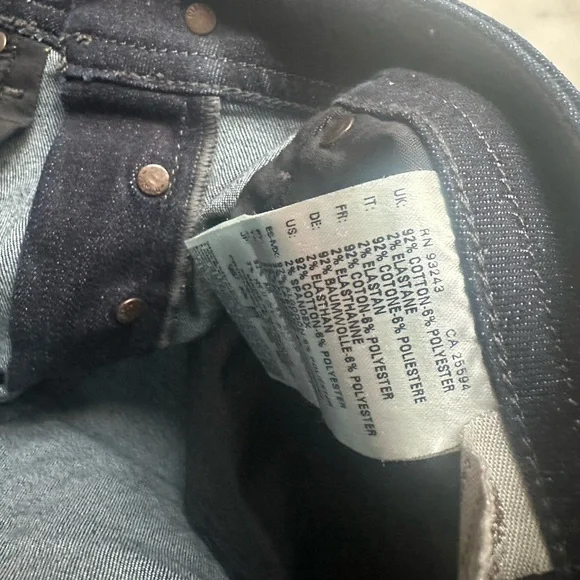 RN 93243 CA 25594
UK: 92% COTTON-6% POLYESTER
2% ELASTANE
IT: 92% COTONE-6% POLIESTERE
2% ELASTAN
FR: 92% COTON-6% POLYESTER
2% ELASTHANNE
DE: 92% BAUMWOLLE-6% POLYESTER
2% ELASTHAN
US: 92% COTTON-6% POLYESTER
2% SPANDEX